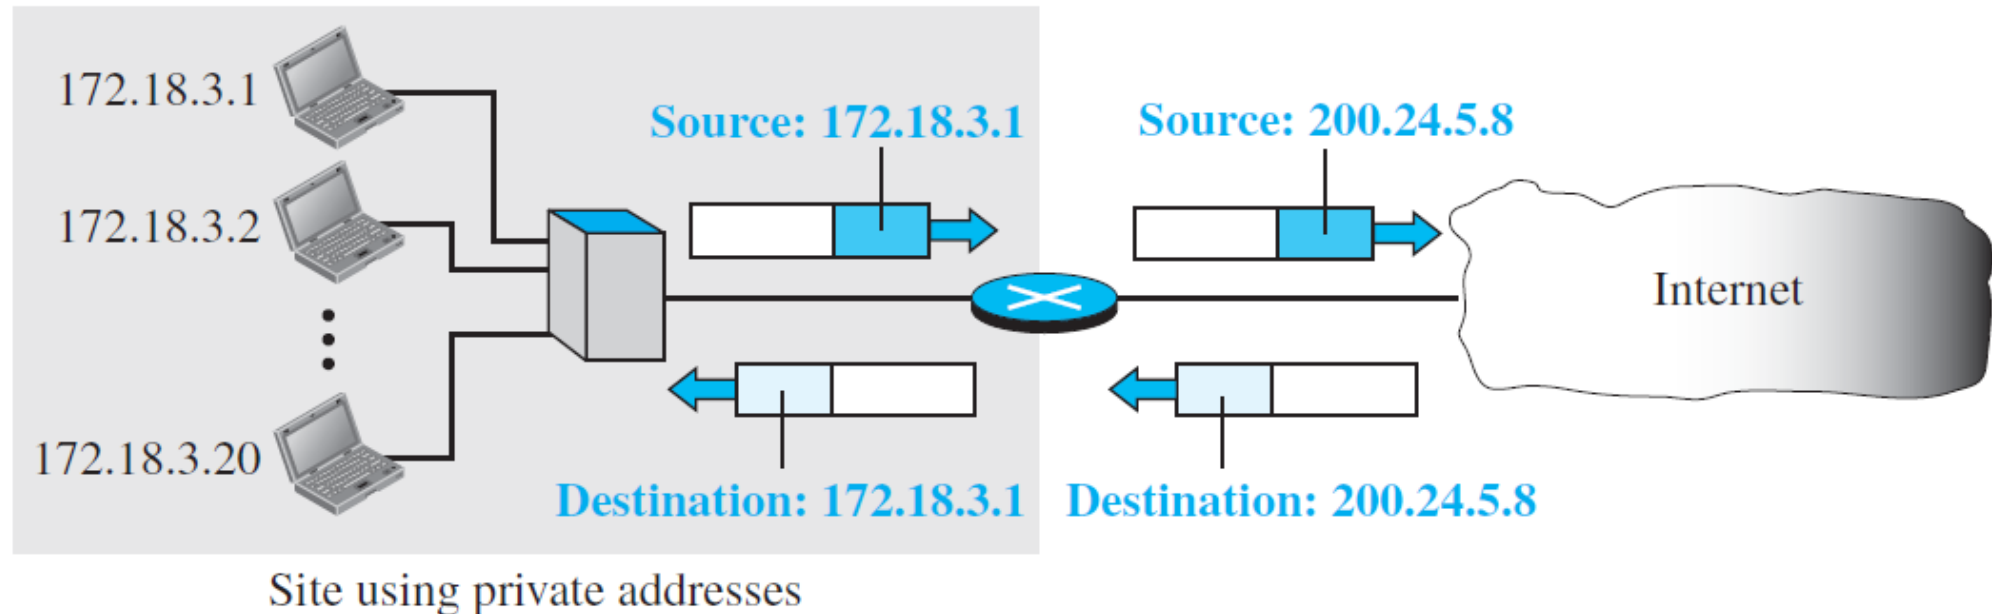 172.18.3.1
Source: 172.18.3.1
Source: 200.24.5.8
172.18.3.2
Internet
172.18.3.20
Destination: 172.18.3.1
Destination: 200.24.5.8
Site using private addresses